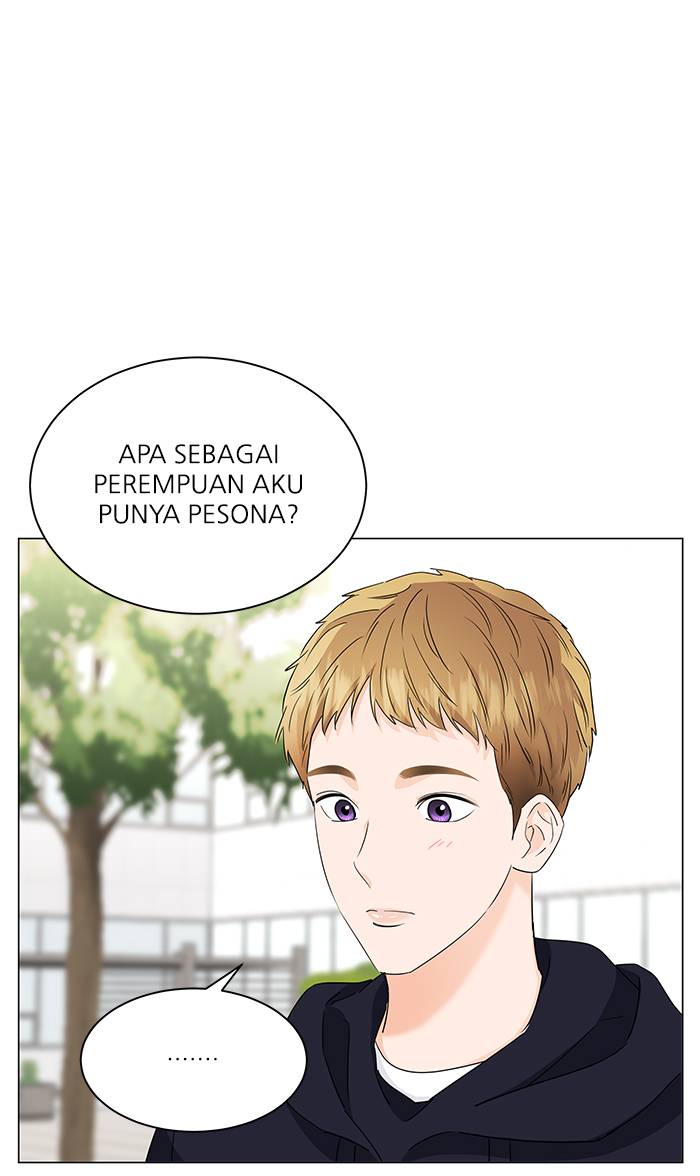 APA SEBAGAI
PEREMPUAN AKU
PUNYA PESONA?
.......